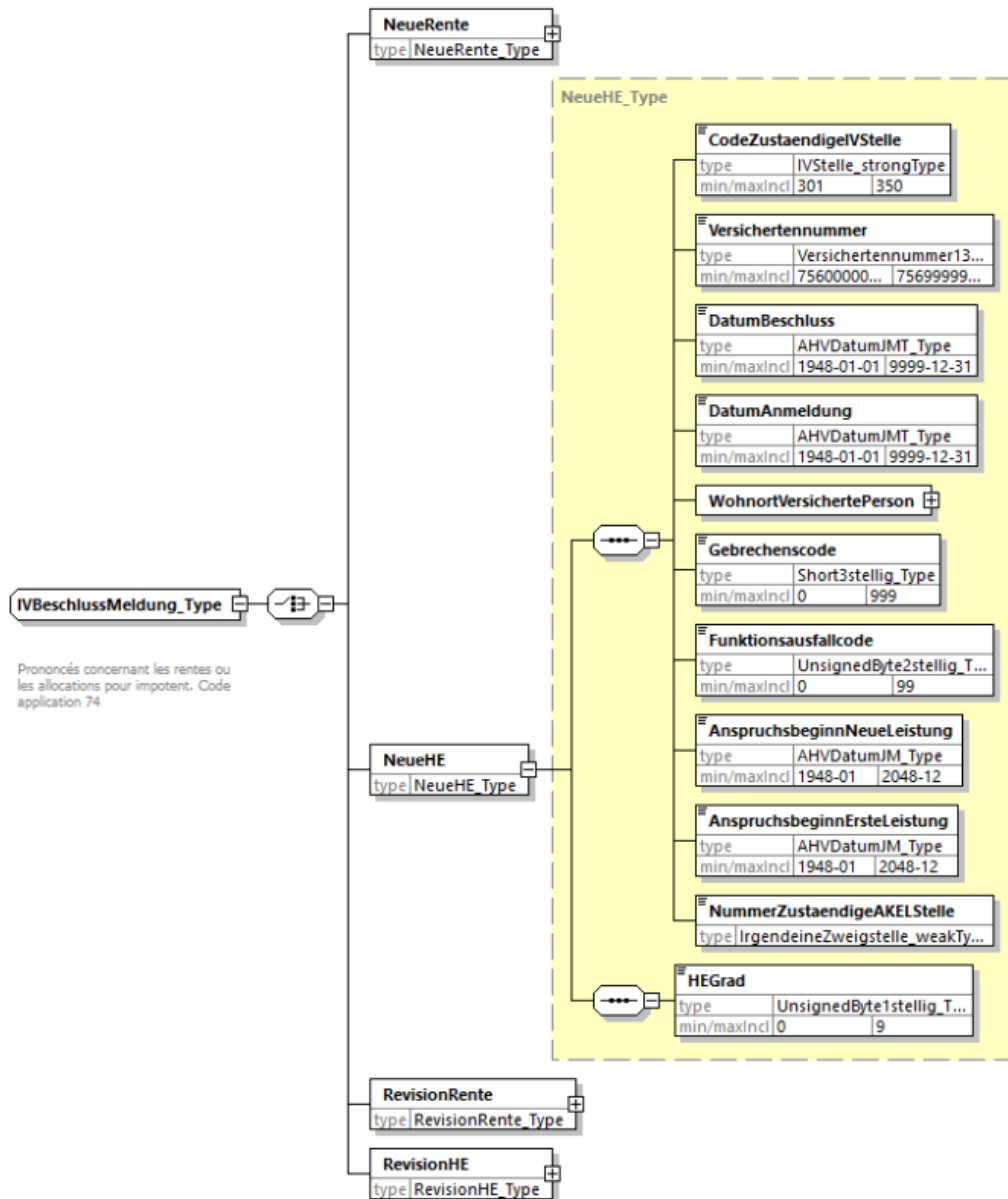 NeueRente
type NeueRente_Type
NeueHE_Type
CodeZustaendigeIVStelle
type IVStelle_strongType
min/maxIncl 301 350
Versichertennummer
type Versichertennummer13...
min/maxIncl 75600000... 75699999...
DatumBeschluss
type AHVDatumJMT_Type
min/maxIncl 1948-01-01 9999-12-31
DatumAnmeldung
type AHVDatumJMT_Type
min/maxIncl 1948-01-01 9999-12-31
WohnortVersichertePerson
Gebrechenscode
type Short3stellig_Type
min/maxIncl 0 999
IVBeschlussMeldung_Type
Prononcés concernant les rentes ou
les allocations pour impotent. Code
application 74
Funktionsausfallcode
type UnsignedByte2stellig_T...
min/maxIncl 0 99
AnspruchsbeginnNeueLeistung
type AHVDatumJM_Type
min/maxIncl 1948-01 2048-12
NeueHE
type NeueHE_Type
AnspruchsbeginnErsteLeistung
type AHVDatumJM_Type
min/maxIncl 1948-01 2048-12
NummerZustaendigeAKELStelle
type IrgendeineZweigstelle_weakTy...
HEGrad
type UnsignedByte1stellig_T...
min/maxIncl 0 9
RevisionRente
type RevisionRente_Type
RevisionHE
type RevisionHE_Type